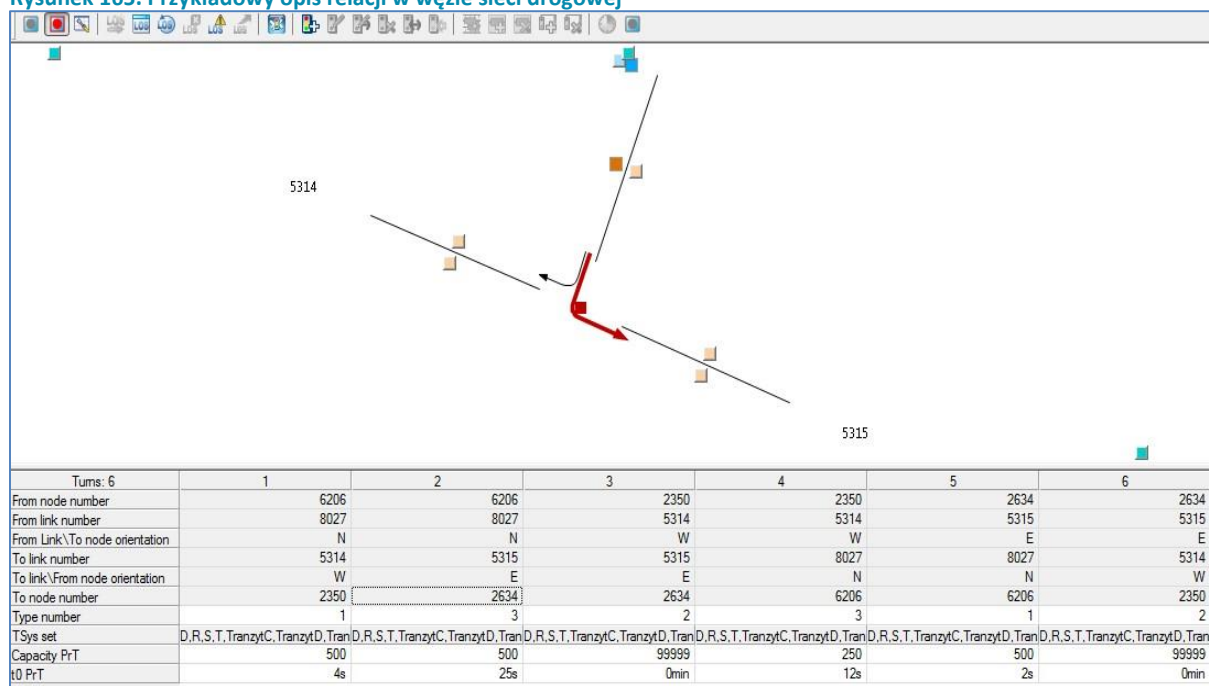 Rysunek 165. Przykładowy opis relacji w węźle sieci drogowej
5314
5315
Turns: 6 1 2 3 4 5 6
From node number 6206 6206 2350 2350 2634 2634
From link number 8027 8027 5314 5314 5315 5315
From Link\To node orientation N N W W E E
To link number 5314 5315 5315 8027 8027 5314
To link\From node orientation W E E N N W
To node number 2350 2634 2634 6206 6206 2350
Type number 1 3 2 3 1 2
TSys set D,R,S,T,TranzytC,TranzytD,Tran D,R,S,T,TranzytC,TranzytD,Tran D,R,S,T,TranzytC,TranzytD,Tran D,R,S,T,TranzytC,TranzytD,Tran D,R,S,T,TranzytC,TranzytD,Tran D,R,S,T,TranzytC,TranzytD,Tran
Capacity PrT 500 500 99999 250 500 99999
t0 PrT 4s 25s 0min 12s 2s 0min